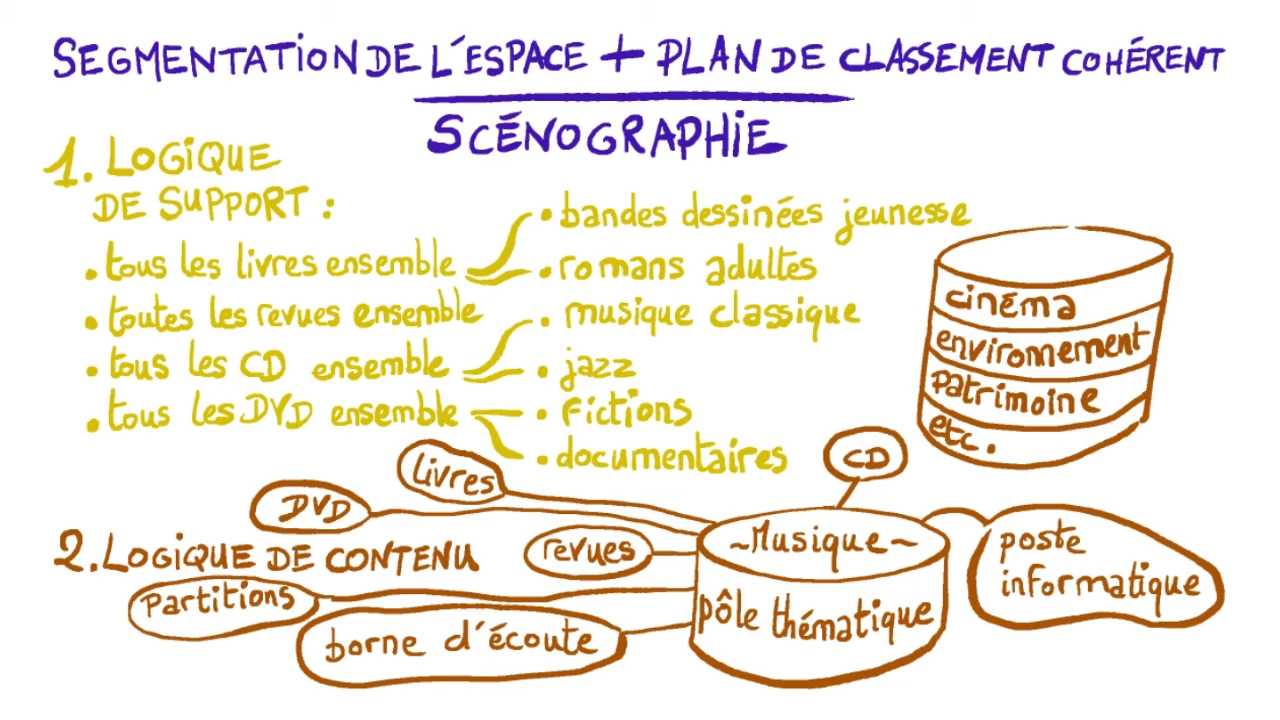 SEGMENTATION DE L'ESPACE + PLAN DE CLASSEMENT COHÉRENT
SCÉNOGRAPHIE
1. LOGIQUE
DE SUPPORT :
• tous les livres ensemble
• bandes dessinées jeunesse
• romans adultes
• toutes les revues ensemble
• tous les CD ensemble
• musique classique
• jazz
• tous les DVD ensemble
• fictions
• documentaires
cinéma
environnement
patrimoine
etc.
2. LOGIQUE DE CONTENU
livres
DVD
CD
revues
Partitions
borne d'écoute
~Musique~
pôle thématique
poste
informatique